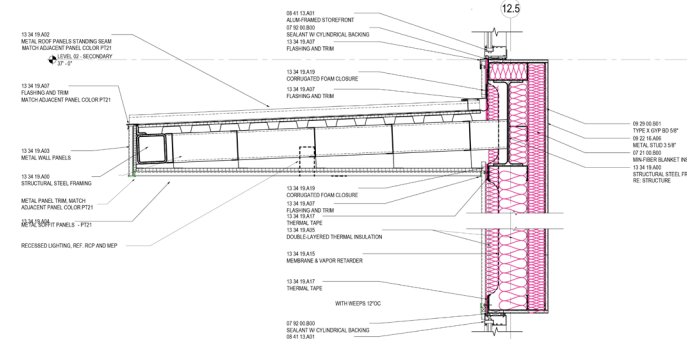 12.5
08 41 13.A01
ALUM-FRAMED STOREFRONT
07 92 00.B00
SEALANT W/ CYLINDRICAL BACKING
13 34 19.A07
FLASHING AND TRIM
13 34 19.A02
METAL ROOF PANELS STANDING SEAM
MATCH ADJACENT PANEL COLOR PT21
LEVEL 02 - SECONDARY
37' - 0"
13 34 19.A19
CORRUGATED FOAM CLOSURE
13 34 19.A07
FLASHING AND TRIM
13 34 19.A07
FLASHING AND TRIM
MATCH ADJACENT PANEL COLOR PT21
09 29 00.B01
TYPE X GYP BD 5/8"
09 22 16.A00
METAL STUD 3 5/8"
07 21 00.B00
MIN-FIBER BLANKET INS
13 34 19.A00
STRUCTURAL STEEL FR
RE: STRUCTURE
13 34 19.A03
METAL WALL PANELS
13 34 19.A00
STRUCTURAL STEEL FRAMING
METAL PANEL TRIM, MATCH
ADJACENT PANEL COLOR PT21
13 34 19.A04
METAL SOFFIT PANELS - PT21
RECESSED LIGHTING, REF. RCP AND MEP
13 34 19.A19
CORRUGATED FOAM CLOSURE
13 34 19.A07
FLASHING AND TRIM
13 34 19.A17
THERMAL TAPE
13 34 19.A05
DOUBLE-LAYERED THERMAL INSULATION
13 34 19.A15
MEMBRANE & VAPOR RETARDER
13 34 19.A17
THERMAL TAPE
WITH WEEPS 12"OC
07 92 00.B00
SEALANT W/ CYLINDRICAL BACKING
08 41 13.A01